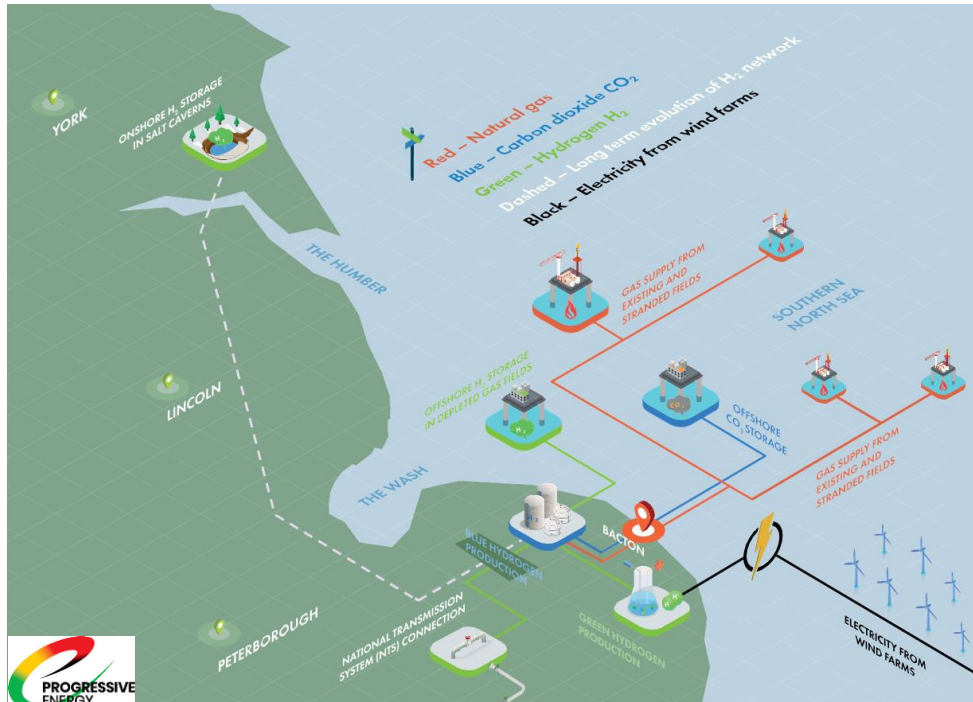 Red – Natural gas
Blue – Carbon dioxide CO₂
Green – Hydrogen H₂
Dashed – Long term evolution of H₂ network
Black – Electricity from wind farms
YORK
ONSHORE H₂ STORAGE
IN SALT CAVERNS
H₂
THE HUMBER
GAS SUPPLY FROM
EXISTING AND
STRANDED FIELDS
SOUTHERN
NORTH SEA
LINCOLN
OFFSHORE H₂ STORAGE
IN DEPLETED GAS FIELDS
H₂
CO₂
OFFSHORE
CO₂ STORAGE
GAS SUPPLY FROM
EXISTING AND
STRANDED FIELDS
THE WASH
BACTON
BLUE HYDROGEN
PRODUCTION
H H
GREEN HYDROGEN
PRODUCTION
ELECTRICITY FROM
WIND FARMS
PETERBOROUGH
NATIONAL TRANSMISSION
SYSTEM (NTS) CONNECTION
PROGRESSIVE
ENERGY